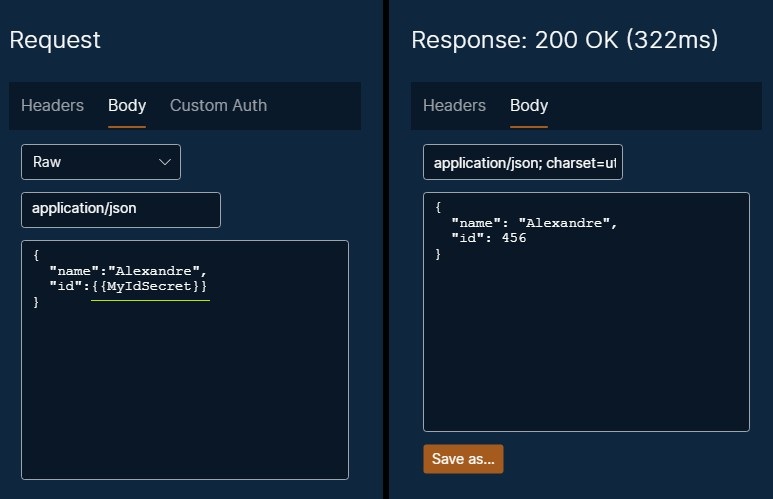 Request
Headers Body Custom Auth
Raw
application/json
{
"name":"Alexandre",
"id":{{MyIdSecret}}
}
Response: 200 OK (322ms)
Headers Body
application/json; charset=ut
{
"name": "Alexandre",
"id": 456
}
Save as...